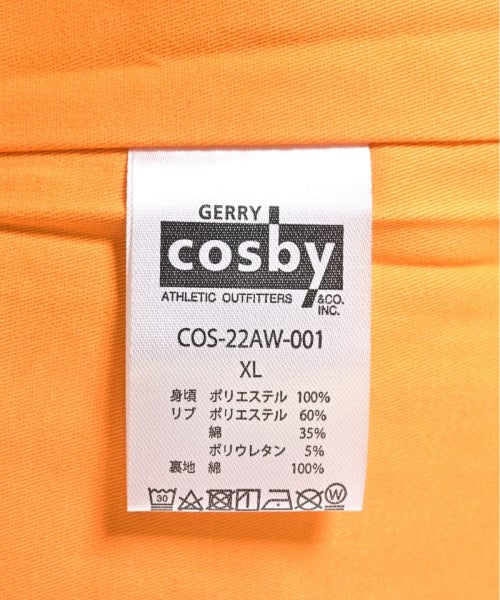 GERRY
cosby
ATHLETIC OUTFITTERS &CO. INC.
COS-22AW-001
XL
身頃 ポリエステル 100%
リブ ポリエステル 60%
綿 35%
ポリウレタン 5%
裏地 綿 100%
30 W